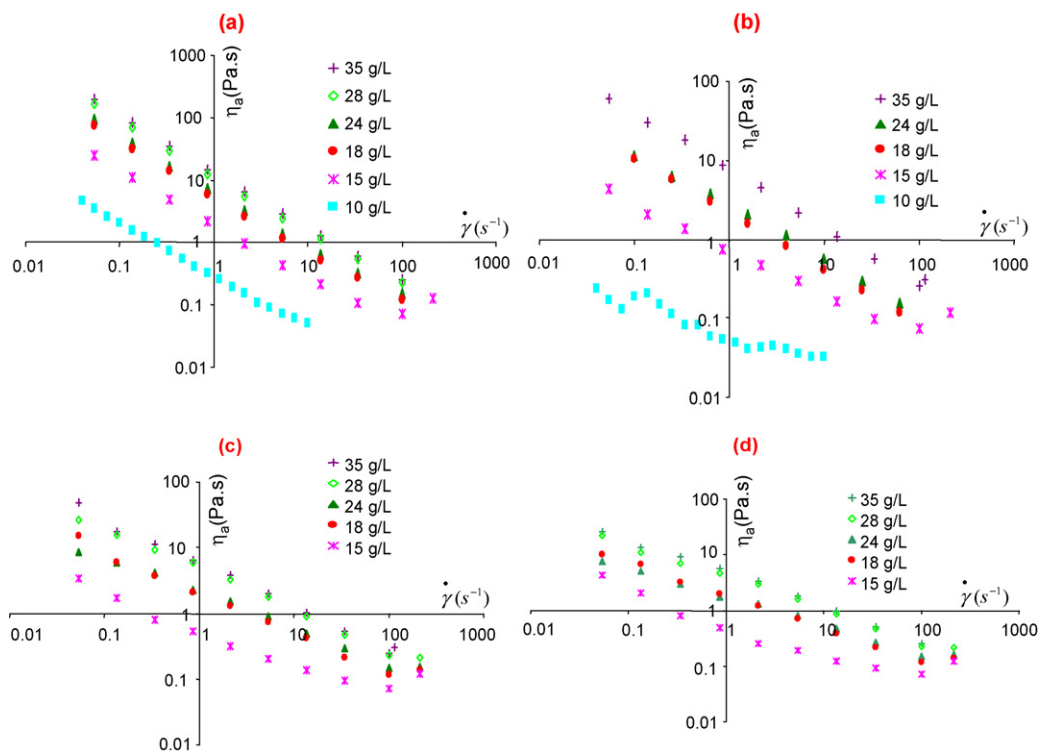 (a)
1000
100
10
1
0.1
0.01
ηa(Pa.s)
0.01 0.1 1 10 100 1000
γ̇(s⁻¹)
35 g/L
28 g/L
24 g/L
18 g/L
15 g/L
10 g/L
(b)
100
10
1
0.1
0.01
ηa(Pa.s)
0.01 0.1 1 10 100 1000
γ̇(s⁻¹)
35 g/L
24 g/L
18 g/L
15 g/L
10 g/L
(c)
100
10
1
0.1
0.01
ηa(Pa.s)
0.01 0.1 1 10 100 1000
γ̇(s⁻¹)
35 g/L
28 g/L
24 g/L
18 g/L
15 g/L
(d)
100
10
1
0.1
0.01
ηa(Pa.s)
0.01 0.1 1 10 100 1000
γ̇(s⁻¹)
35 g/L
28 g/L
24 g/L
18 g/L
15 g/L